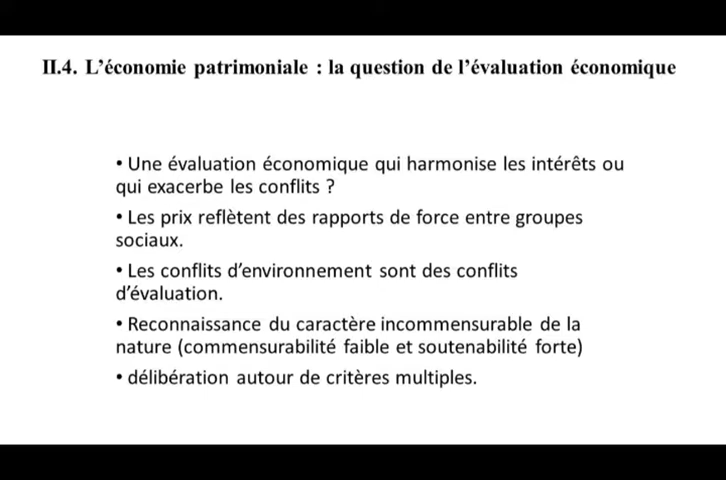 II.4. L’économie patrimoniale : la question de l’évaluation économique
• Une évaluation économique qui harmonise les intérêts ou
qui exacerbe les conflits ?
• Les prix reflètent des rapports de force entre groupes
sociaux.
• Les conflits d’environnement sont des conflits
d’évaluation.
• Reconnaissance du caractère incommensurable de la
nature (commensurabilité faible et soutenabilité forte)
• délibération autour de critères multiples.